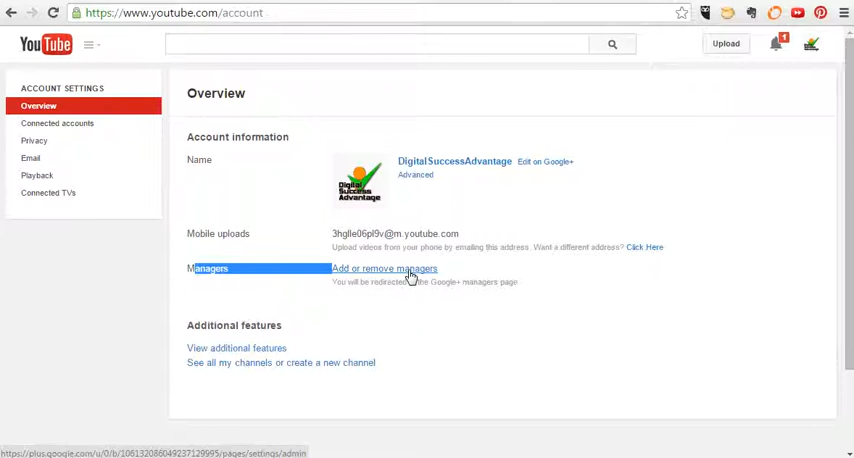 https://www.youtube.com/account
YouTube
Upload
1
ACCOUNT SETTINGS
Overview
Connected accounts
Privacy
Email
Playback
Connected TVs
Overview
Account information
Name
Digital Success Advantage
DigitalSuccessAdvantage Edit on Google+
Advanced
Mobile uploads 3hglle06pl9v@m.youtube.com
Upload videos from your phone by emailing this address. Want a different address? Click Here
Managers Add or remove managers
You will be redirected the Google+ managers page
Additional features
View additional features
See all my channels or create a new channel
https://plus.google.com/u/0/b/106132086049237129995/pages/settings/admin